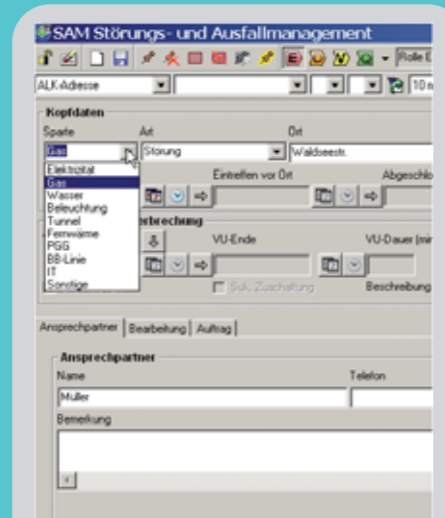 SAM Störungs- und Ausfallmanagement
Rolle E
ALK-Adresse
10 n
Kopfdaten
Sparte Art Ort
Gas Störung Waldseestr.
Elektrizität
Gas
Wasser
Beleuchtung
Tunnel
Fernwärme
PGG
BB-Linie
IT
Sonstige
Eintreffen vor Ort Abgeschlo
erbrechung
VU-Ende VU-Dauer (min
Suk. Zuschaltung Beschreibung
Ansprechpartner Bearbeitung Auftrag
Ansprechpartner
Name Telefon
Müller
Bemerkung